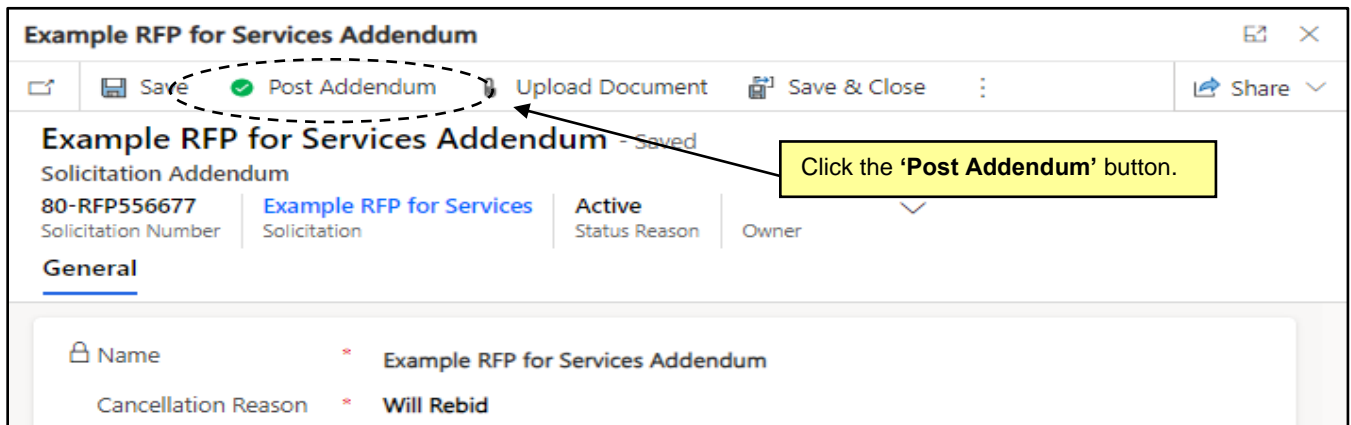 Example RFP for Services Addendum
Save Post Addendum Upload Document Save & Close Share
Example RFP for Services Addendum - Saved
Click the ‘Post Addendum’ button.
Solicitation Addendum
80-RFP556677 Example RFP for Services Active
Solicitation Number Solicitation Status Reason Owner
General
Name * Example RFP for Services Addendum
Cancellation Reason * Will Rebid